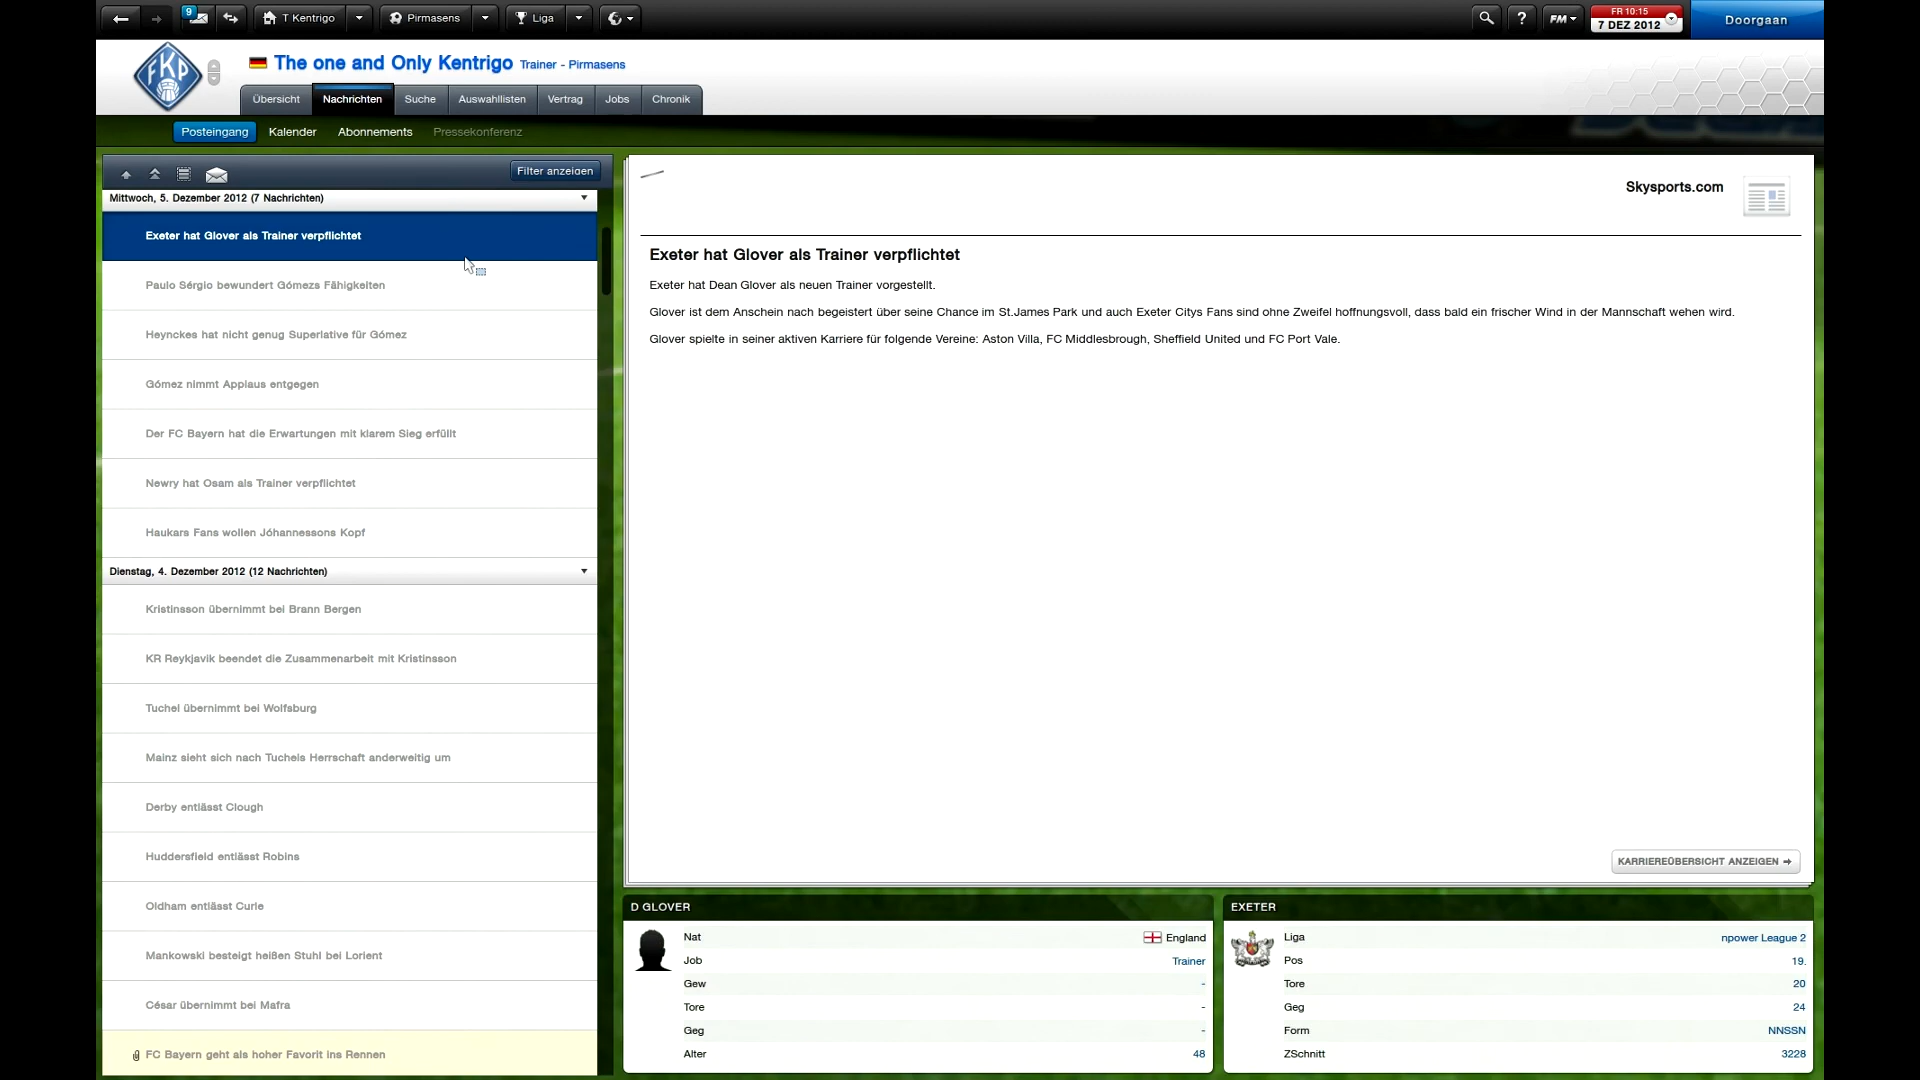 9
T Kentrigo
Pirmasens
Liga
?
FM
FR 10:15
7 DEZ 2012
Doorgaan
FKP
The one and Only Kentrigo Trainer - Pirmasens
Übersicht Nachrichten Suche Auswahllisten Vertrag Jobs Chronik
Posteingang Kalender Abonnements Pressekonferenz
Filter anzeigen
Mittwoch, 5. Dezember 2012 (7 Nachrichten)
Exeter hat Glover als Trainer verpflichtet
Paulo Sérgio bewundert Gómezs Fähigkeiten
Heynckes hat nicht genug Superlative für Gómez
Gómez nimmt Applaus entgegen
Der FC Bayern hat die Erwartungen mit klarem Sieg erfüllt
Newry hat Osam als Trainer verpflichtet
Haukars Fans wollen Jóhannessons Kopf
Dienstag, 4. Dezember 2012 (12 Nachrichten)
Kristinsson übernimmt bei Brann Bergen
KR Reykjavik beendet die Zusammenarbeit mit Kristinsson
Tuchel übernimmt bei Wolfsburg
Mainz sieht sich nach Tuchels Herrschaft anderweitig um
Derby entlässt Clough
Huddersfield entlässt Robins
Oldham entlässt Curle
Mankowski besteigt heißen Stuhl bei Lorient
César übernimmt bei Mafra
FC Bayern geht als hoher Favorit ins Rennen
Skysports.com
Exeter hat Glover als Trainer verpflichtet
Exeter hat Dean Glover als neuen Trainer vorgestellt.
Glover ist dem Anschein nach begeistert über seine Chance im St.James Park und auch Exeter Citys Fans sind ohne Zweifel hoffnungsvoll, dass bald ein frischer Wind in der Mannschaft wehen wird.
Glover spielte in seiner aktiven Karriere für folgende Vereine: Aston Villa, FC Middlesbrough, Sheffield United und FC Port Vale.
KARRIEREÜBERSICHT ANZEIGEN
D GLOVER
Nat England
Job Trainer
Gew -
Tore -
Geg -
Alter 48
EXETER
Liga npower League 2
Pos 19.
Tore 20
Geg 24
Form NNSSN
ZSchnitt 3228